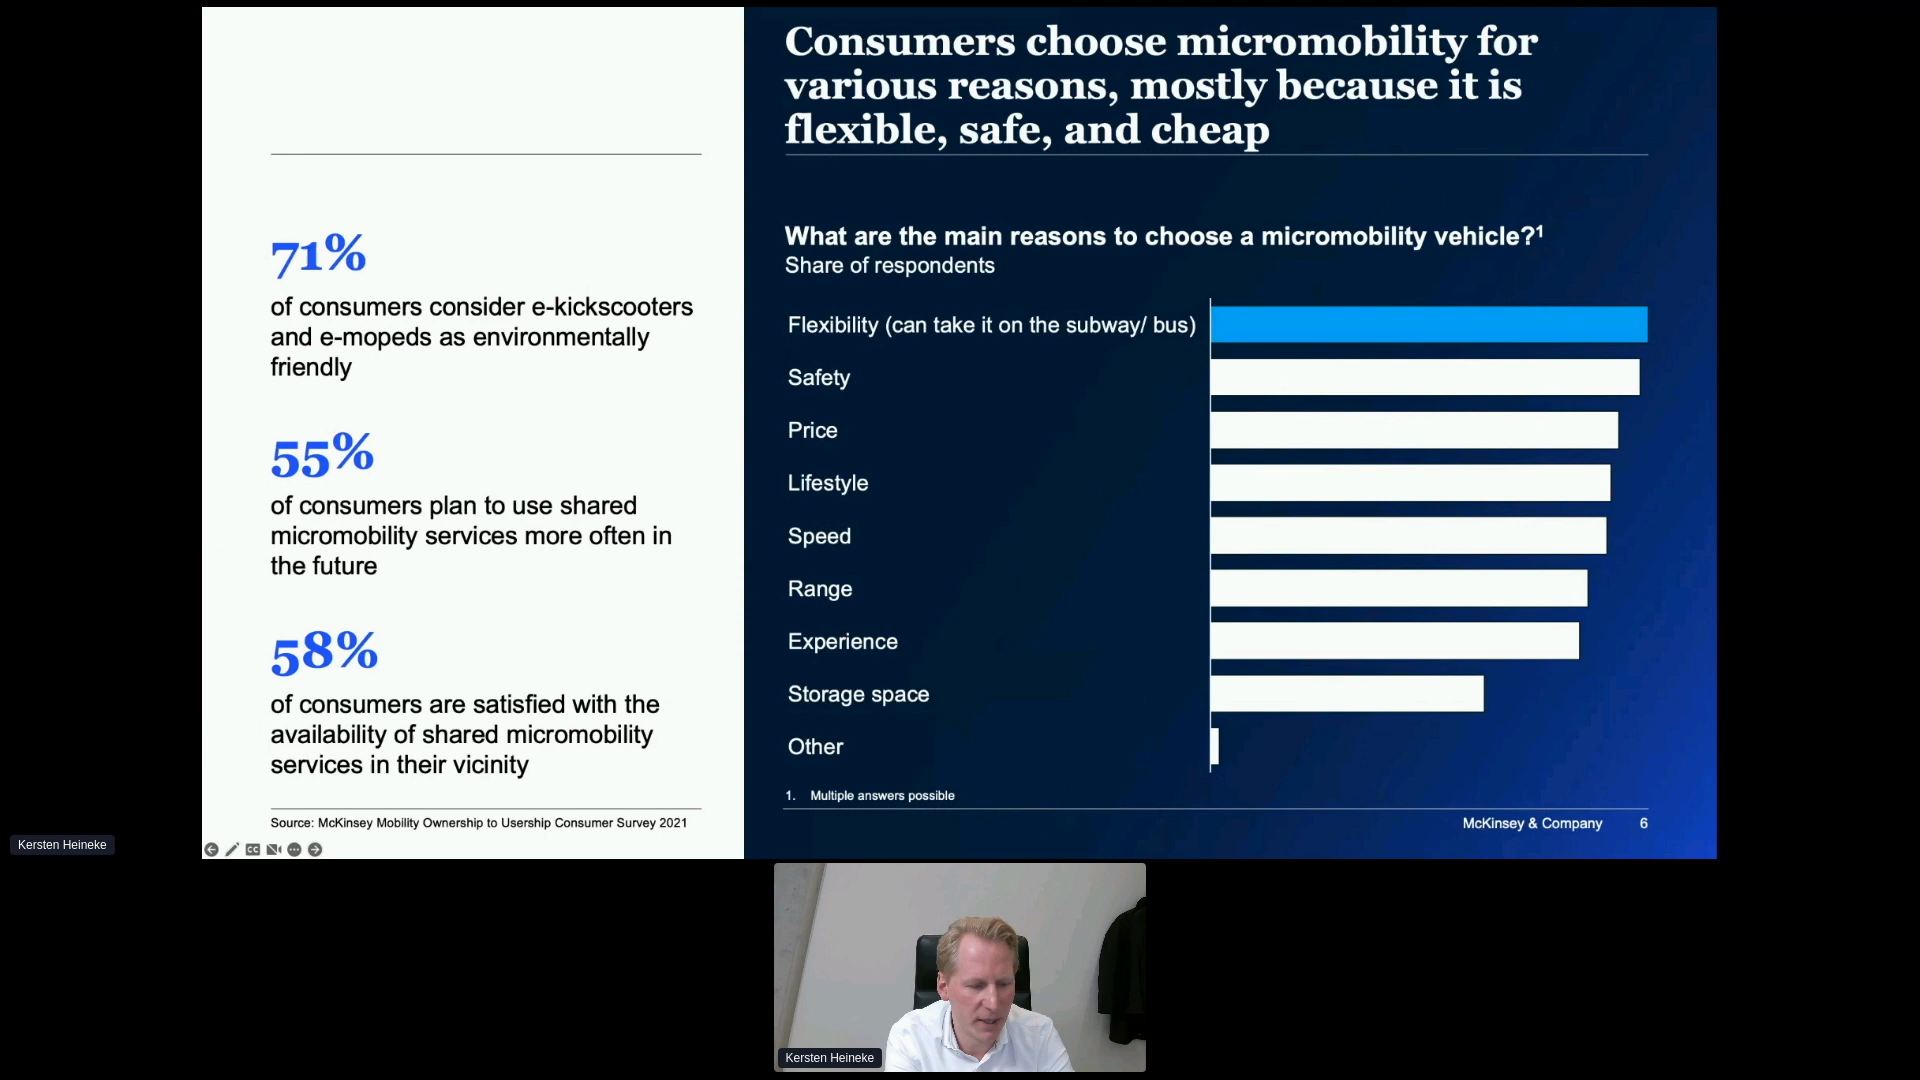 Consumers choose micromobility for
various reasons, mostly because it is
flexible, safe, and cheap
71%
of consumers consider e-kickscooters
and e-mopeds as environmentally
friendly
55%
of consumers plan to use shared
micromobility services more often in
the future
58%
of consumers are satisfied with the
availability of shared micromobility
services in their vicinity
Source: McKinsey Mobility Ownership to Usership Consumer Survey 2021
What are the main reasons to choose a micromobility vehicle?¹
Share of respondents
Flexibility (can take it on the subway/ bus)
Safety
Price
Lifestyle
Speed
Range
Experience
Storage space
Other
1. Multiple answers possible
McKinsey & Company 6
CC
Kersten Heineke
Kersten Heineke